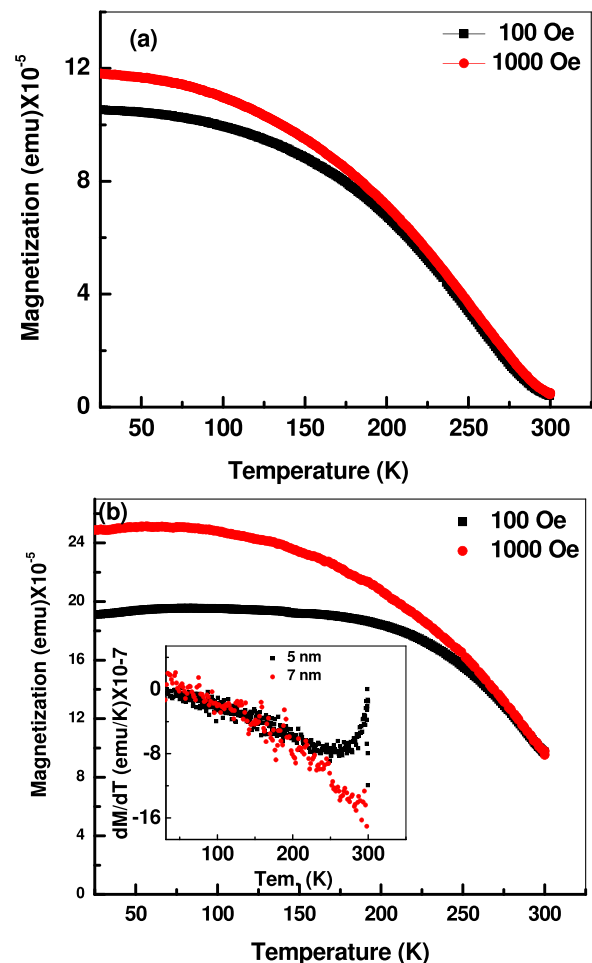 (a)
100 Oe
1000 Oe
12
8
4
0
Magnetization (emu)X10-5
50 100 150 200 250 300
Temperature (K)
(b)
100 Oe
1000 Oe
24
20
16
12
8
4
0
Magnetization (emu)X10-5
5 nm
7 nm
0
-8
-16
dM/dT (emu/K)X10-7
100 200 300
Tem. (K)
50 100 150 200 250 300
Temperature (K)